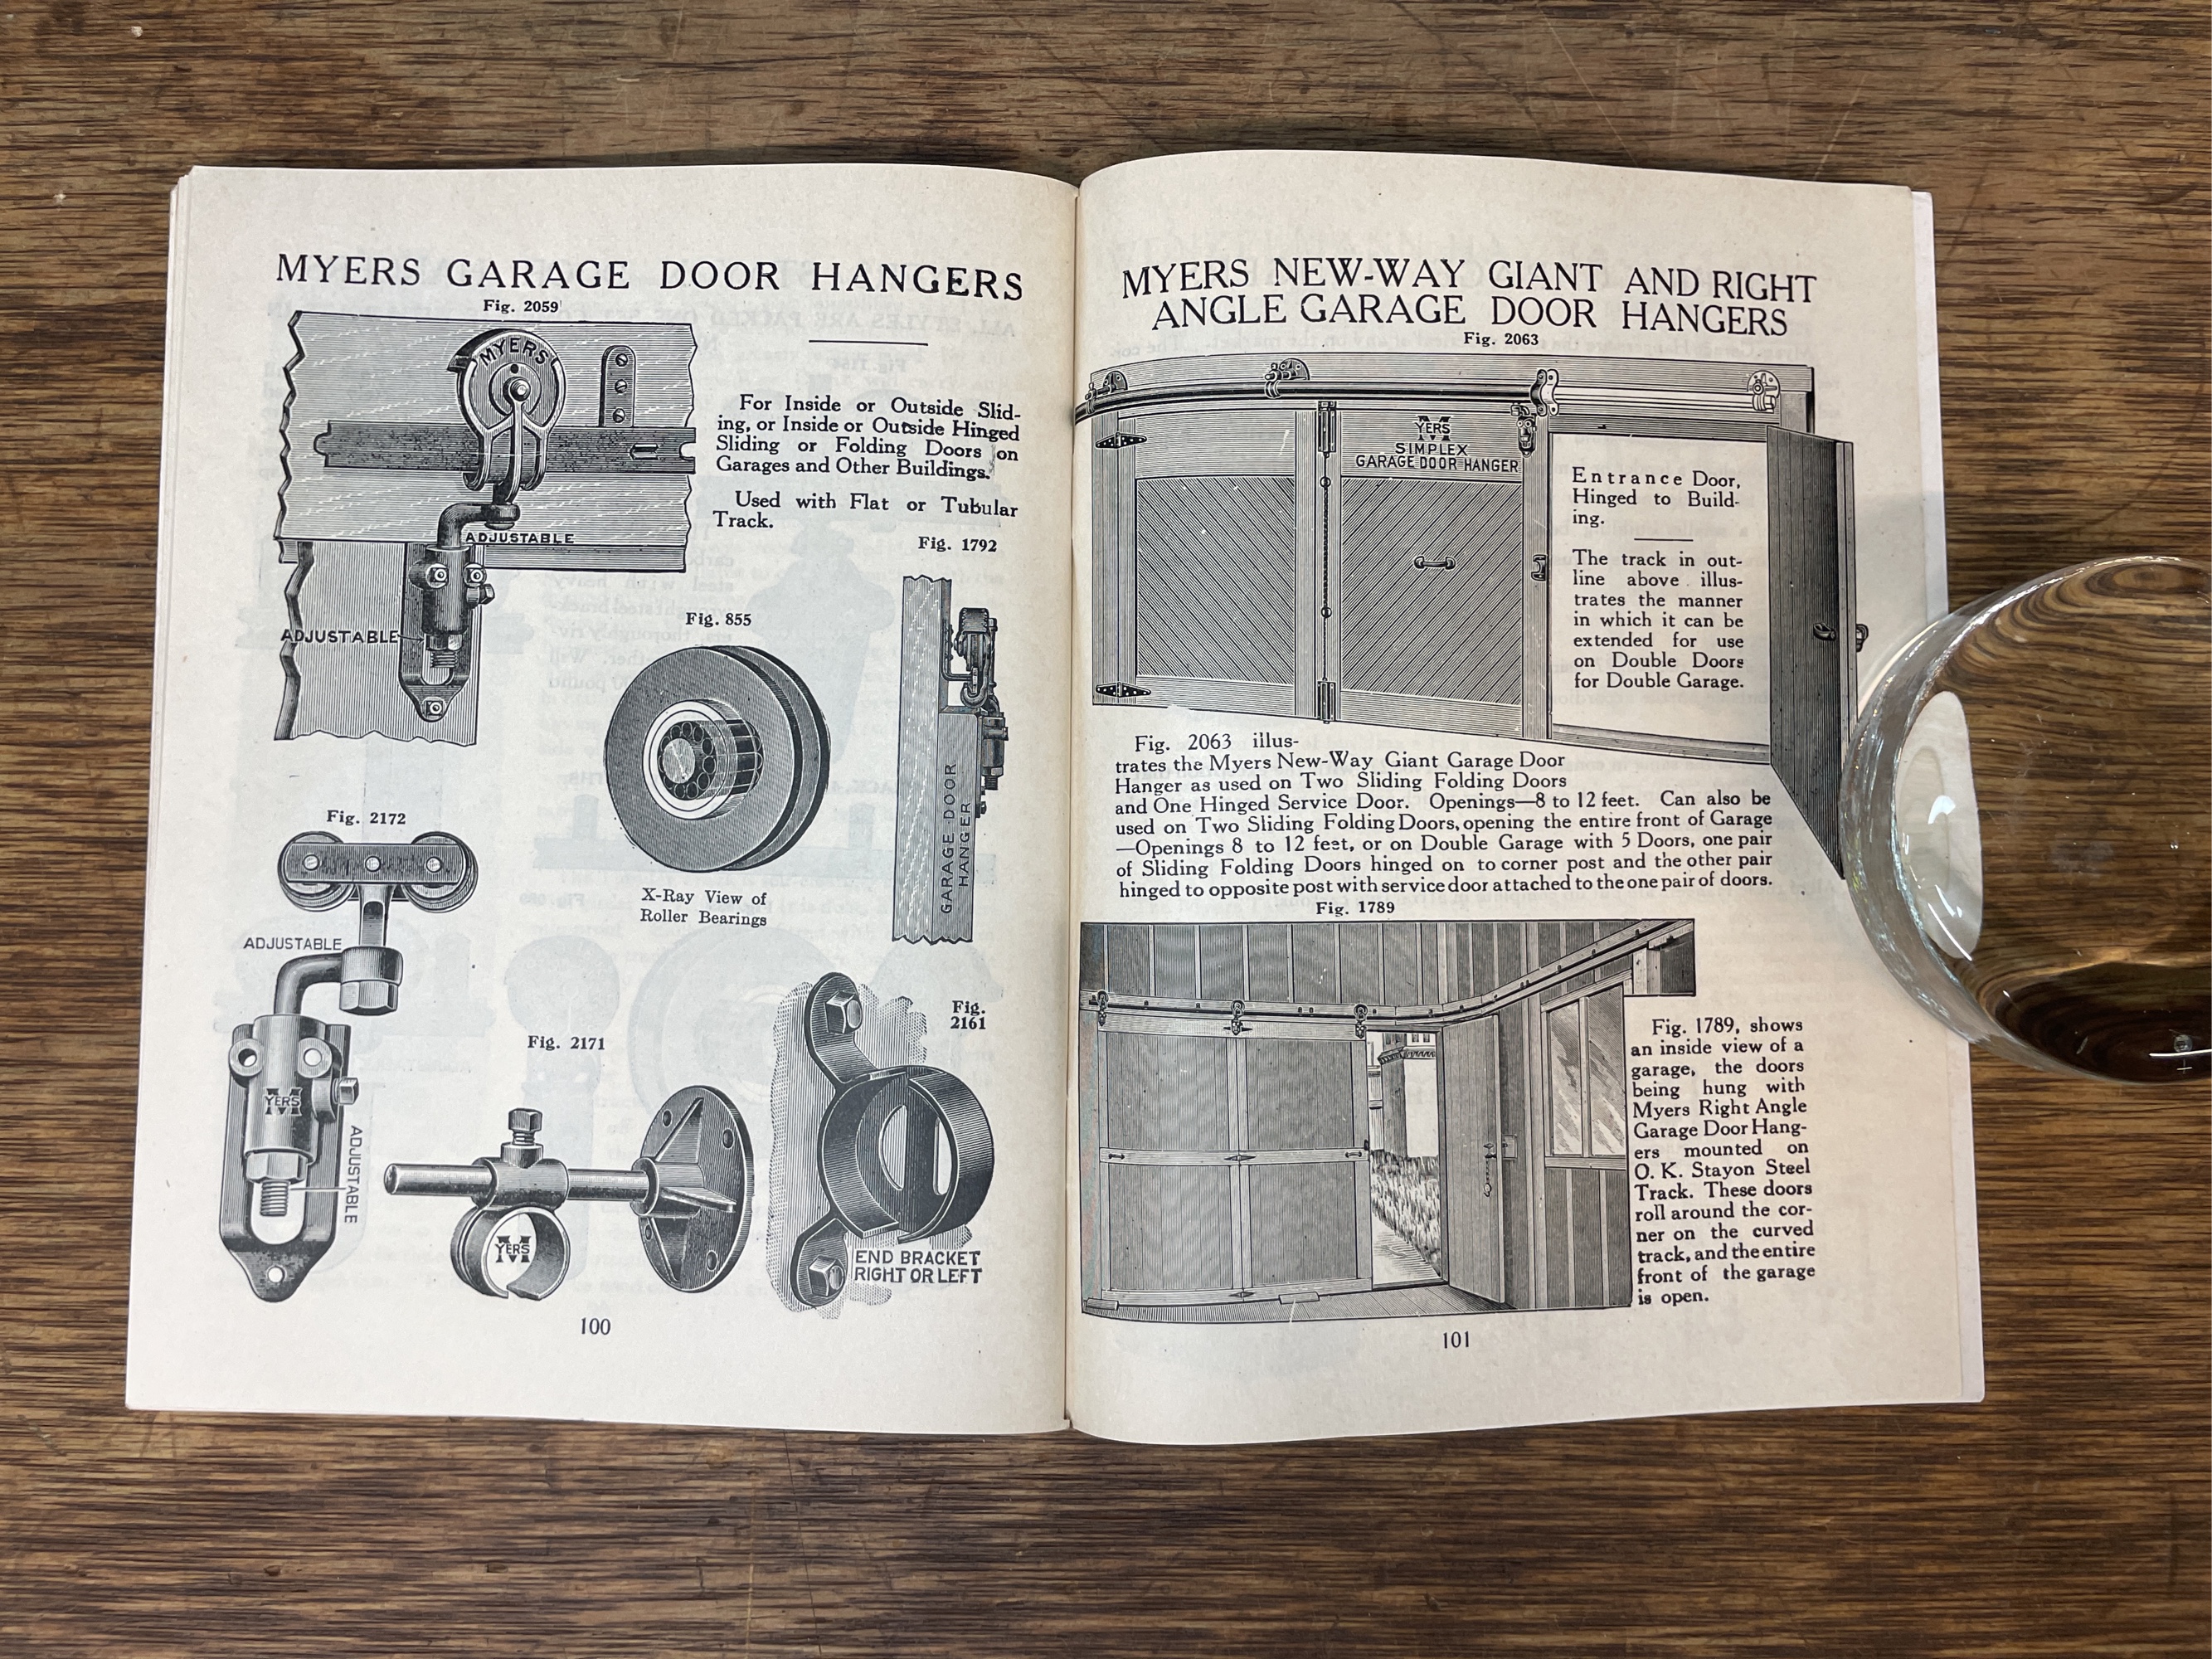 MYERS GARAGE DOOR HANGERS
Fig. 2059
MYERS
ADJUSTABLE
ADJUSTABLE
For Inside or Outside Slid-
ing, or Inside or Outside Hinged
Sliding or Folding Doors on
Garages and Other Buildings.
Used with Flat or Tubular
Track.
Fig. 1792
GARAGE DOOR
HANGER
Fig. 855
X-Ray View of
Roller Bearings
Fig. 2172
ADJUSTABLE
MYERS
ADJUSTABLE
Fig. 2171
MYERS
Fig.
2161
END BRACKET
RIGHT OR LEFT
100
MYERS NEW-WAY GIANT AND RIGHT
ANGLE GARAGE DOOR HANGERS
Fig. 2063
MYERS
SIMPLEX
GARAGE DOOR HANGER
Entrance Door,
Hinged to Build-
ing.
The track in out-
line above illus-
trates the manner
in which it can be
extended for use
on Double Doors
for Double Garage.
Fig. 2063 illus-
trates the Myers New-Way Giant Garage Door
Hanger as used on Two Sliding Folding Doors
and One Hinged Service Door. Openings—8 to 12 feet. Can also be
used on Two Sliding Folding Doors, opening the entire front of Garage
—Openings 8 to 12 feet, or on Double Garage with 5 Doors, one pair
of Sliding Folding Doors hinged on to corner post and the other pair
hinged to opposite post with service door attached to the one pair of doors.
Fig. 1789
Fig. 1789, shows
an inside view of a
garage, the doors
being hung with
Myers Right Angle
Garage Door Hang-
ers mounted on
O. K. Stayon Steel
Track. These doors
roll around the cor-
ner on the curved
track, and the entire
front of the garage
is open.
101